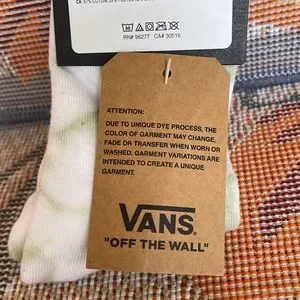 RN# 96277 CA# 30516
ATTENTION:
DUE TO UNIQUE DYE PROCESS, THE
COLOR OF GARMENT MAY CHANGE,
FADE OR TRANSFER WHEN WORN OR
WASHED. GARMENT VARIATIONS ARE
INTENDED TO CREATE A UNIQUE
GARMENT.
VANS
"OFF THE WALL"